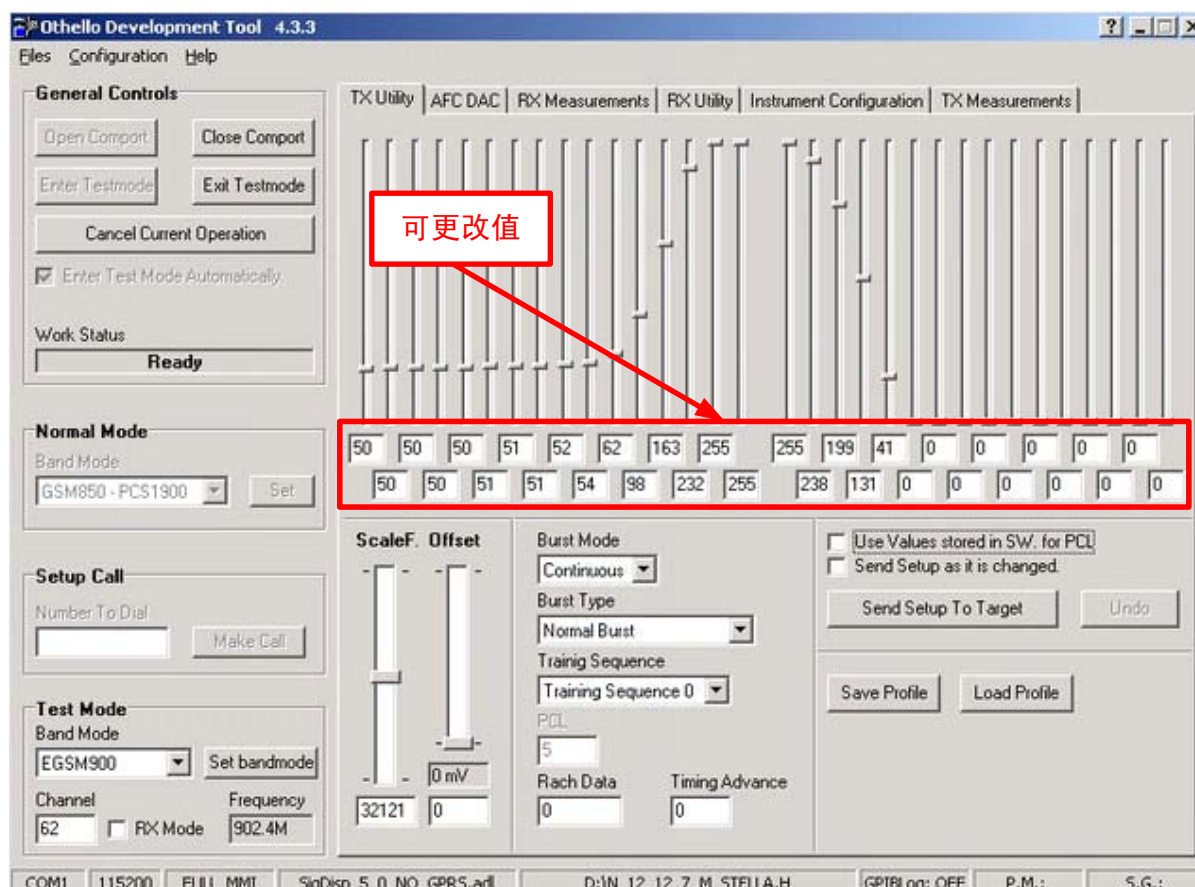 Othello Development Tool 4.3.3
Files Configuration Help
General Controls
Open Comport Close Comport
Enter Testmode Exit Testmode
Cancel Current Operation
Enter Test Mode Automatically.
Work Status
Ready
Normal Mode
Band Mode
GSM850 - PCS1900 Set
Setup Call
Number To Dial
Make Call
Test Mode
Band Mode
EGSM900 Set bandmode
Channel Frequency
62 RX Mode 902.4M
TX Utility AFC DAC RX Measurements RX Utility Instrument Configuration TX Measurements
可更改值
50 50 50 51 52 62 163 255 255 199 41 0 0 0 0 0
50 50 51 51 54 98 232 255 238 131 0 0 0 0 0 0
ScaleF. Offset
0 mV
32121 0
Burst Mode
Continuous
Burst Type
Normal Burst
Trainig Sequence
Training Sequence 0
PCL
5
Rach Data Timing Advance
0 0
Use Values stored in SW. for PCL
Send Setup as it is changed.
Send Setup To Target Undo
Save Profile Load Profile
COM1 115200 FULL MMI SigDisp_5_0_NO_GPRS.adl D:\N_12_12_7_M_STELLA.H GPIBLog: OFF P.M.: S.G.: